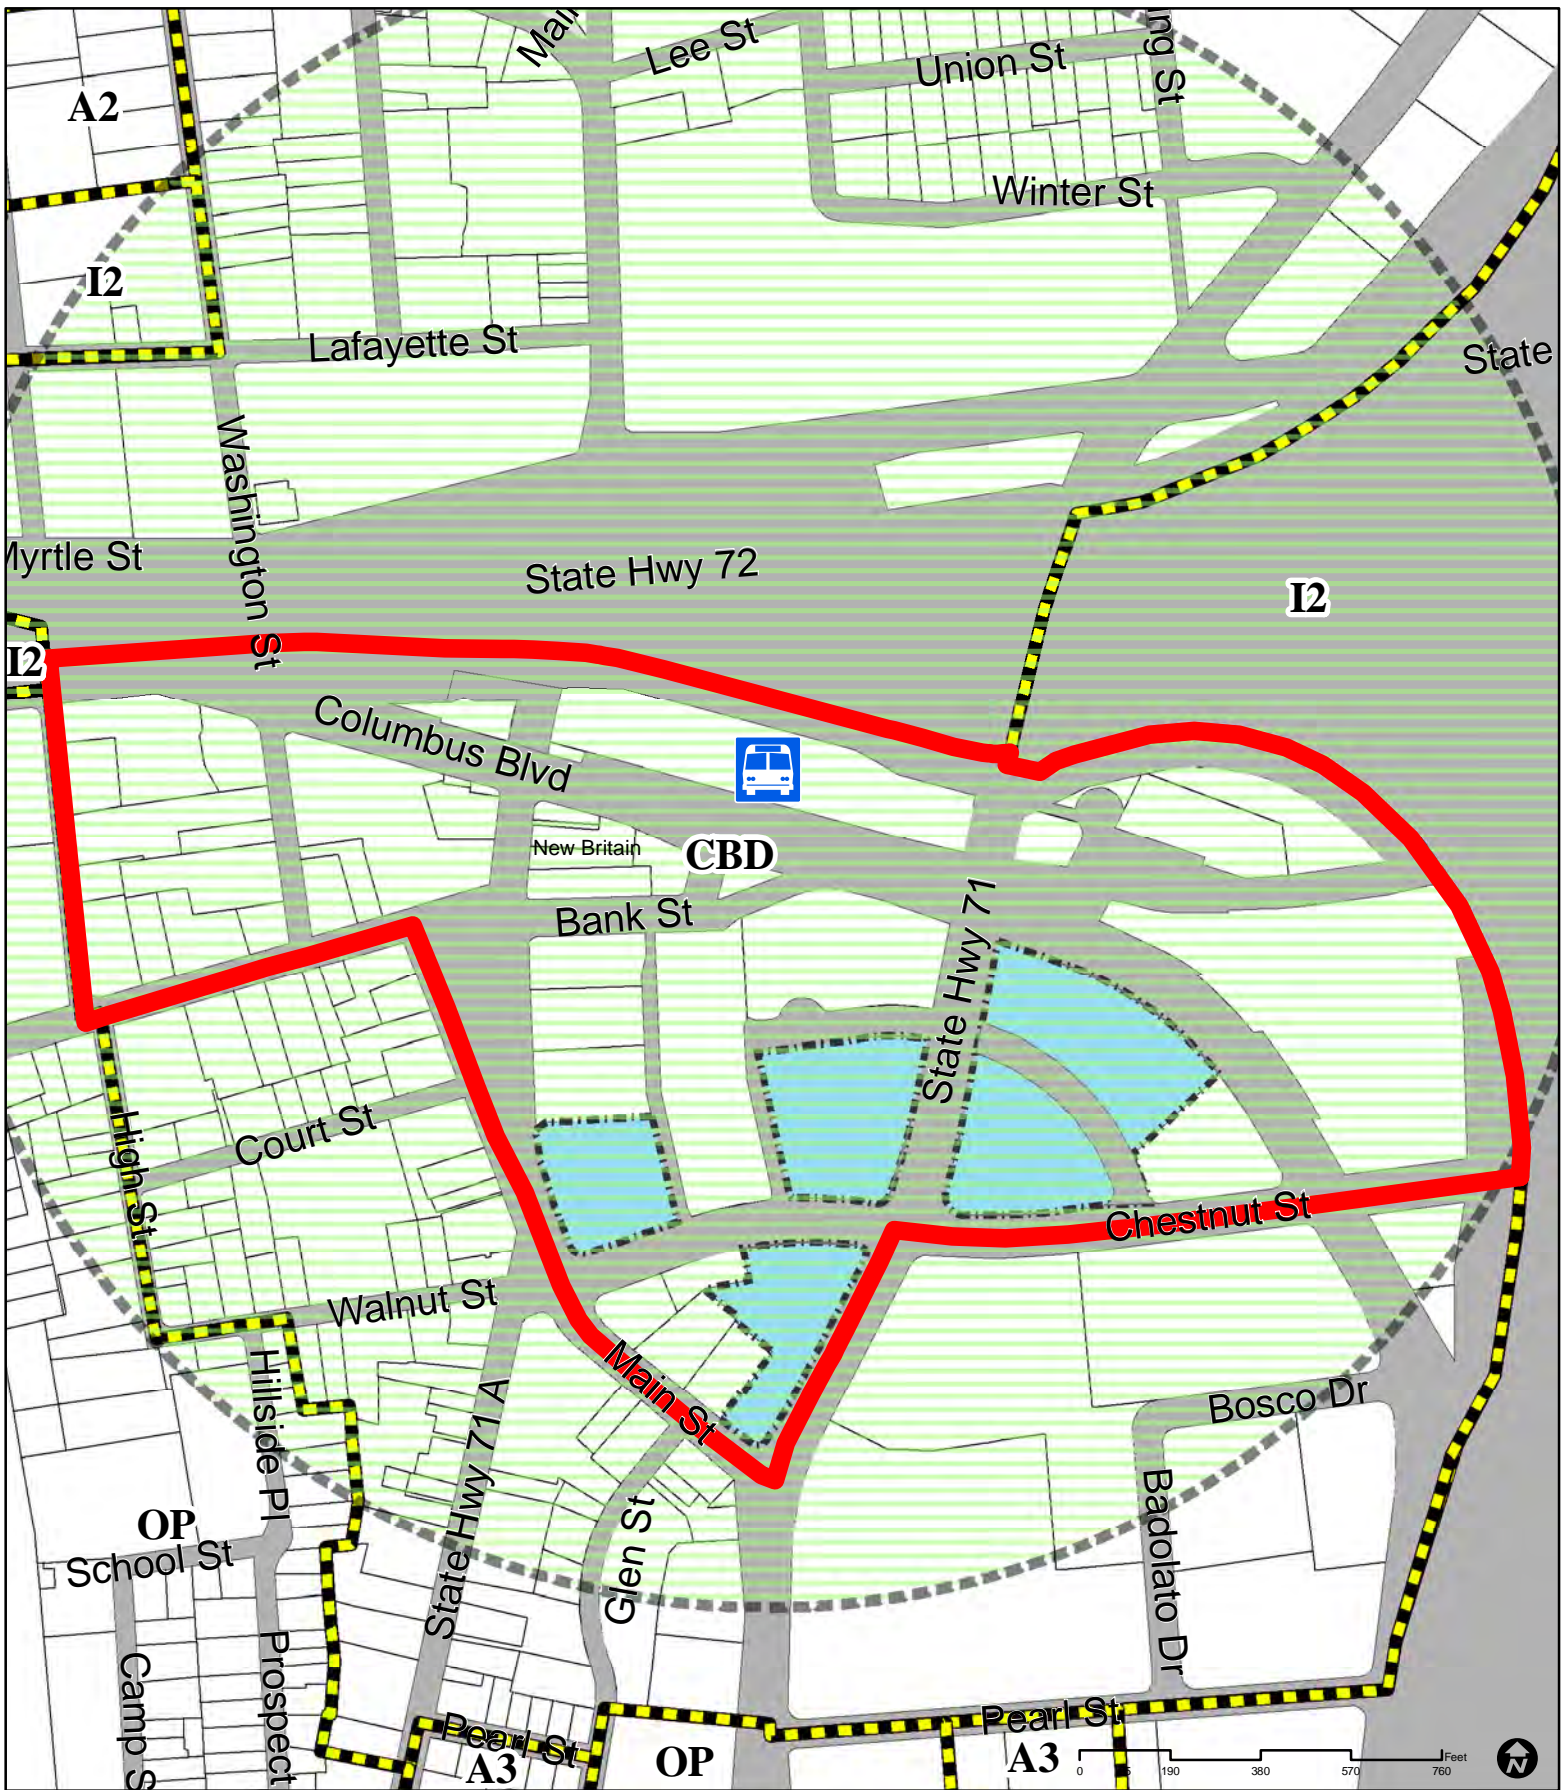 Lee St
Union St
A2
Winter St
I2
Lafayette St
State
Washington St
State Hwy 72
I2
I2
Columbus Blvd
New Britain
CBD
Bank St
State Hwy 71
High St
Court St
Chestnut St
Walnut St
Main St
Hillside Pl
State Hwy 71 A
Bosco Dr
Glen St
Badolato Dr
OP
School St
Camp S
Prospect
Pearl St
Pearl St
A3
OP
A3
Feet
0
190
380
570
760
N